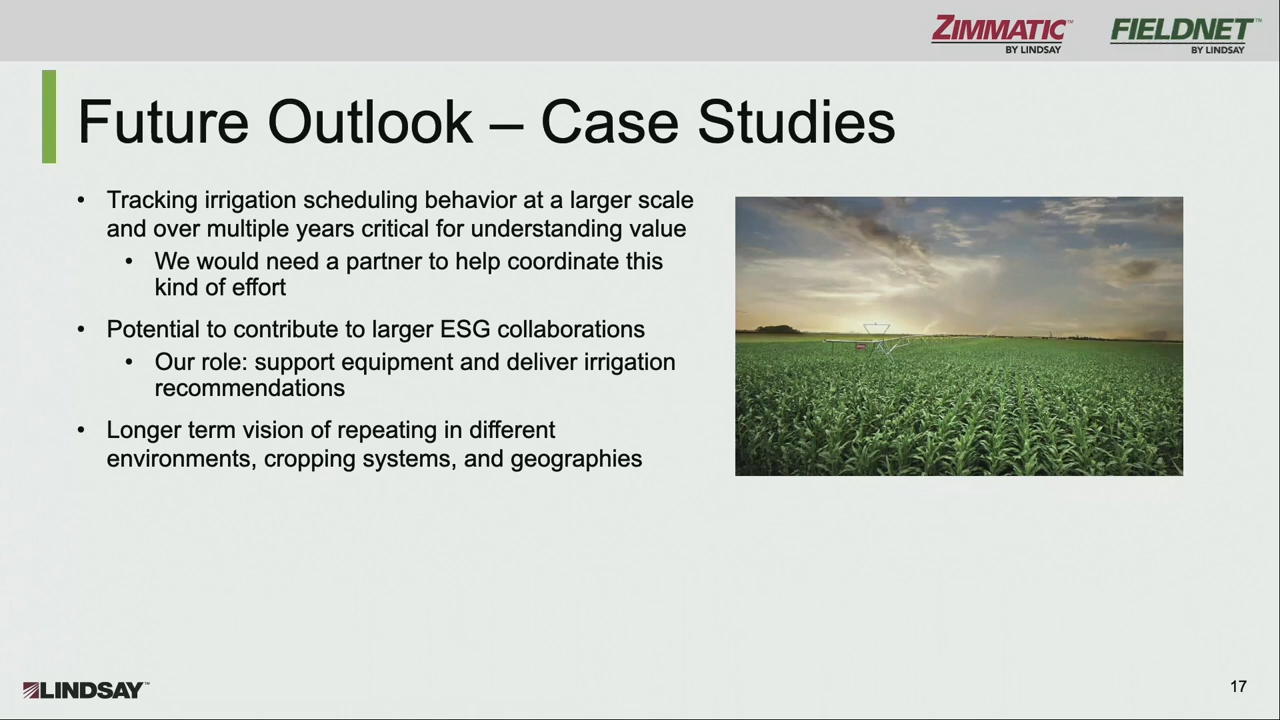 ZIMMATIC™
BY LINDSAY
FIELDNET™
BY LINDSAY
Future Outlook – Case Studies
• Tracking irrigation scheduling behavior at a larger scale
and over multiple years critical for understanding value
• We would need a partner to help coordinate this
kind of effort
• Potential to contribute to larger ESG collaborations
• Our role: support equipment and deliver irrigation
recommendations
• Longer term vision of repeating in different
environments, cropping systems, and geographies
LINDSAY™
17